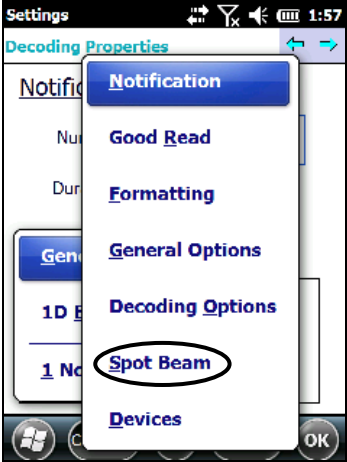 Settings 1:57
Decoding Properties
Notification
Good Read
Formatting
General Options
Decoding Options
Spot Beam
Devices
OK